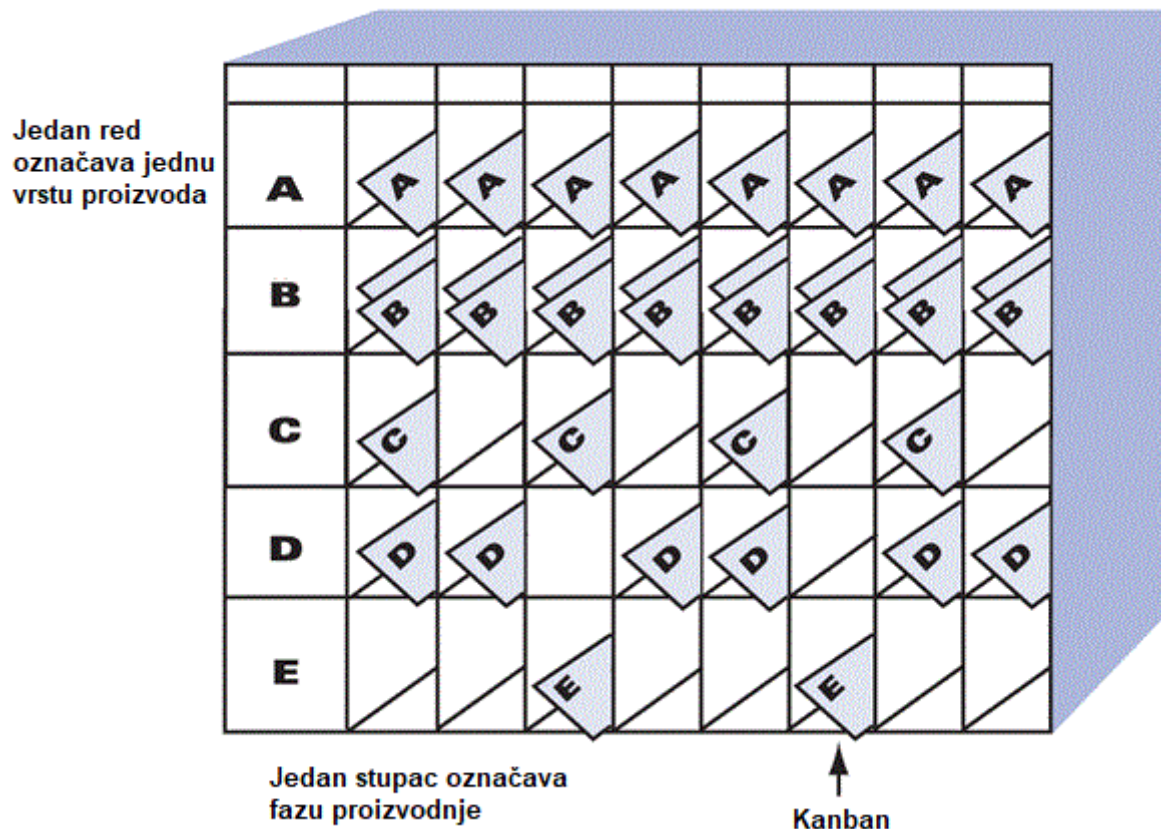 Jedan red
označava jednu
vrstu proizvoda
A A A A A A A A A
B B B B B B B B B
C C C C C
D D D D D D D
E E E
Jedan stupac označava
fazu proizvodnje
Kanban